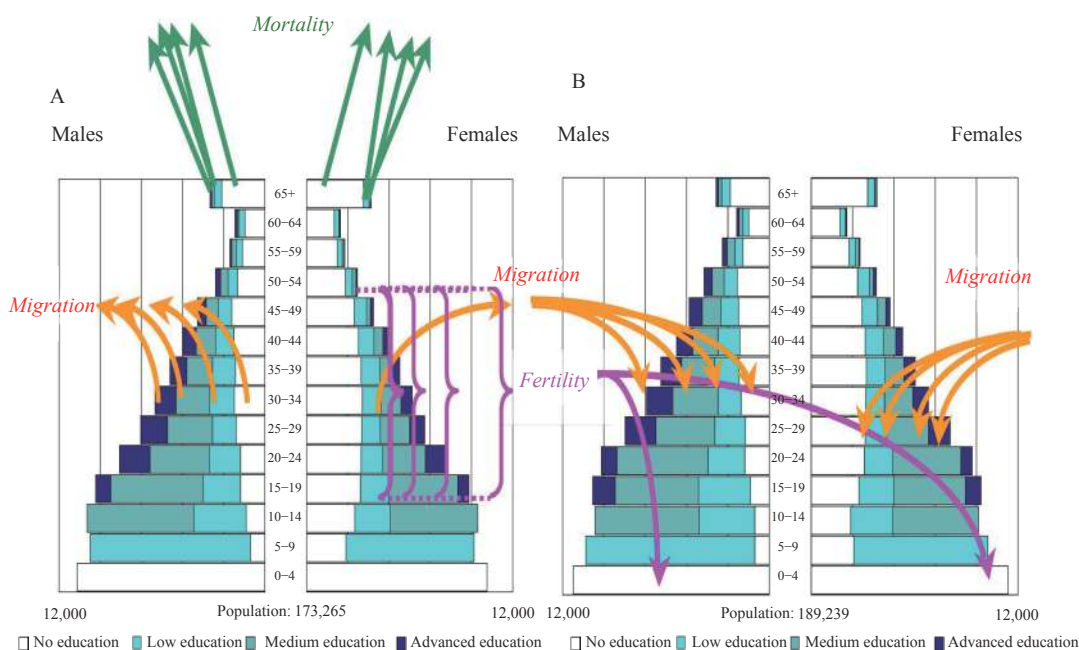 Mortality
A
B
Males
Females
Males
Females
65+
60−64
55−59
50−54
45−49
40−44
35−39
30−34
25−29
20−24
15−19
10−14
5−9
0−4
65+
60−64
55−59
50−54
45−49
40−44
35−39
30−34
25−29
20−24
15−19
10−14
5−9
0−4
Migration
Migration
Migration
Fertility
12,000
Population: 173,265
12,000
12,000
Population: 189,239
12,000
No education
Low education
Medium education
Advanced education
No education
Low education
Medium education
Advanced education